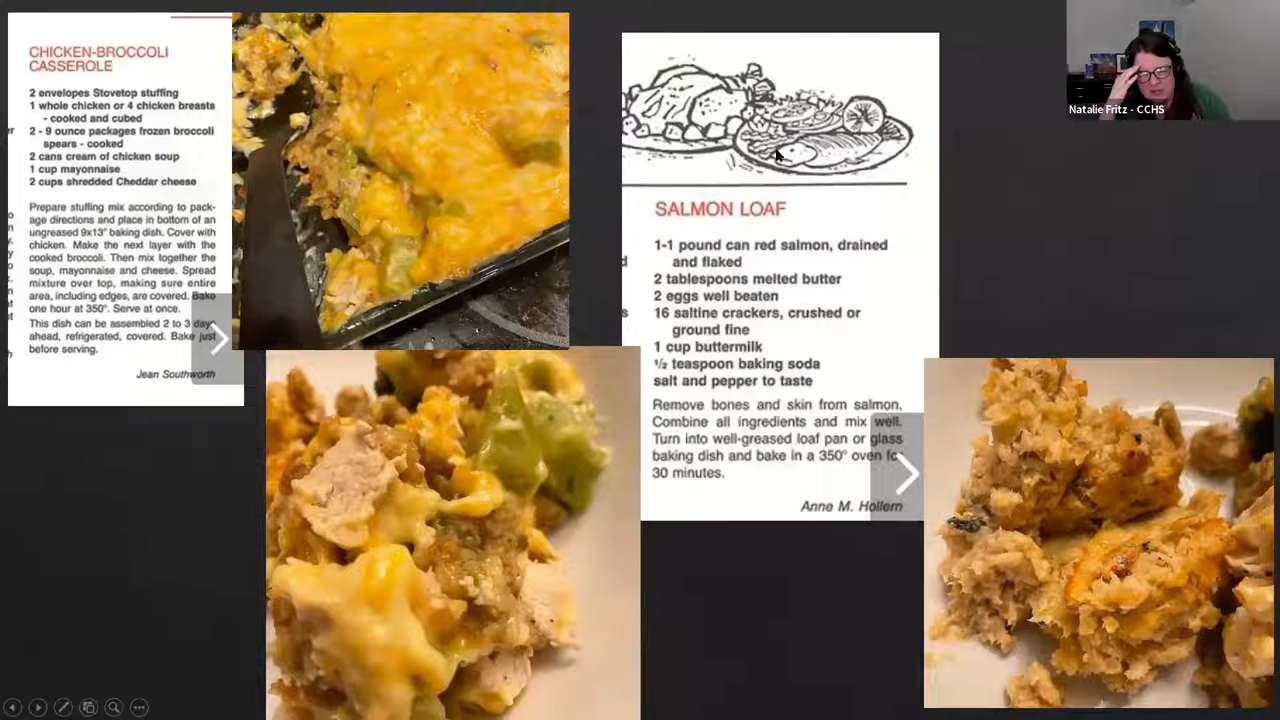 CHICKEN-BROCCOLI
CASSEROLE
2 envelopes Stovetop stuffing
1 whole chicken or 4 chicken breasts
- cooked and cubed
2 - 9 ounce packages frozen broccoli
spears - cooked
2 cans cream of chicken soup
1 cup mayonnaise
2 cups shredded Cheddar cheese
Prepare stuffing mix according to pack-
age directions and place in bottom of an
ungreased 9x13" baking dish. Cover with
chicken. Make the next layer with the
cooked broccoli. Then mix together the
soup, mayonnaise and cheese. Spread
mixture over top, making sure entire
area, including edges, are covered. Bake
one hour at 350°. Serve at once.
This dish can be assembled 2 to 3 days
ahead, refrigerated, covered. Bake just
before serving.
Jean Southworth
SALMON LOAF
1-1 pound can red salmon, drained
and flaked
2 tablespoons melted butter
2 eggs well beaten
16 saltine crackers, crushed or
ground fine
1 cup buttermilk
½ teaspoon baking soda
salt and pepper to taste
Remove bones and skin from salmon.
Combine all ingredients and mix well.
Turn into well-greased loaf pan or glass
baking dish and bake in a 350° oven for
30 minutes.
Anne M. Hollern
Natalie Fritz - CCHS